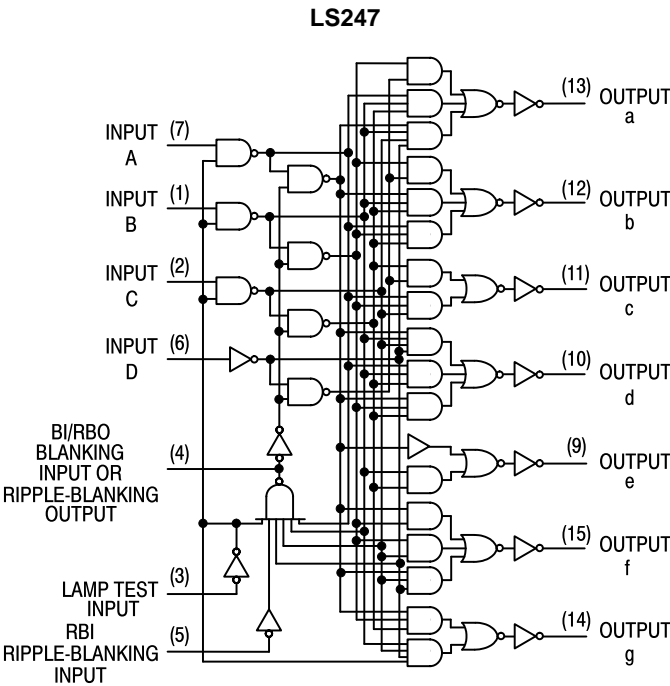 LS247
(13)
OUTPUT
a
INPUT
A
(7)
(12)
OUTPUT
b
INPUT
B
(1)
(11)
OUTPUT
c
INPUT
C
(2)
(10)
OUTPUT
d
INPUT
D
(6)
BI/RBO
BLANKING
INPUT OR
RIPPLE-BLANKING
OUTPUT
(4)
(9)
OUTPUT
e
(15)
OUTPUT
f
LAMP TEST
INPUT
(3)
RBI
RIPPLE-BLANKING
INPUT
(5)
(14)
OUTPUT
g